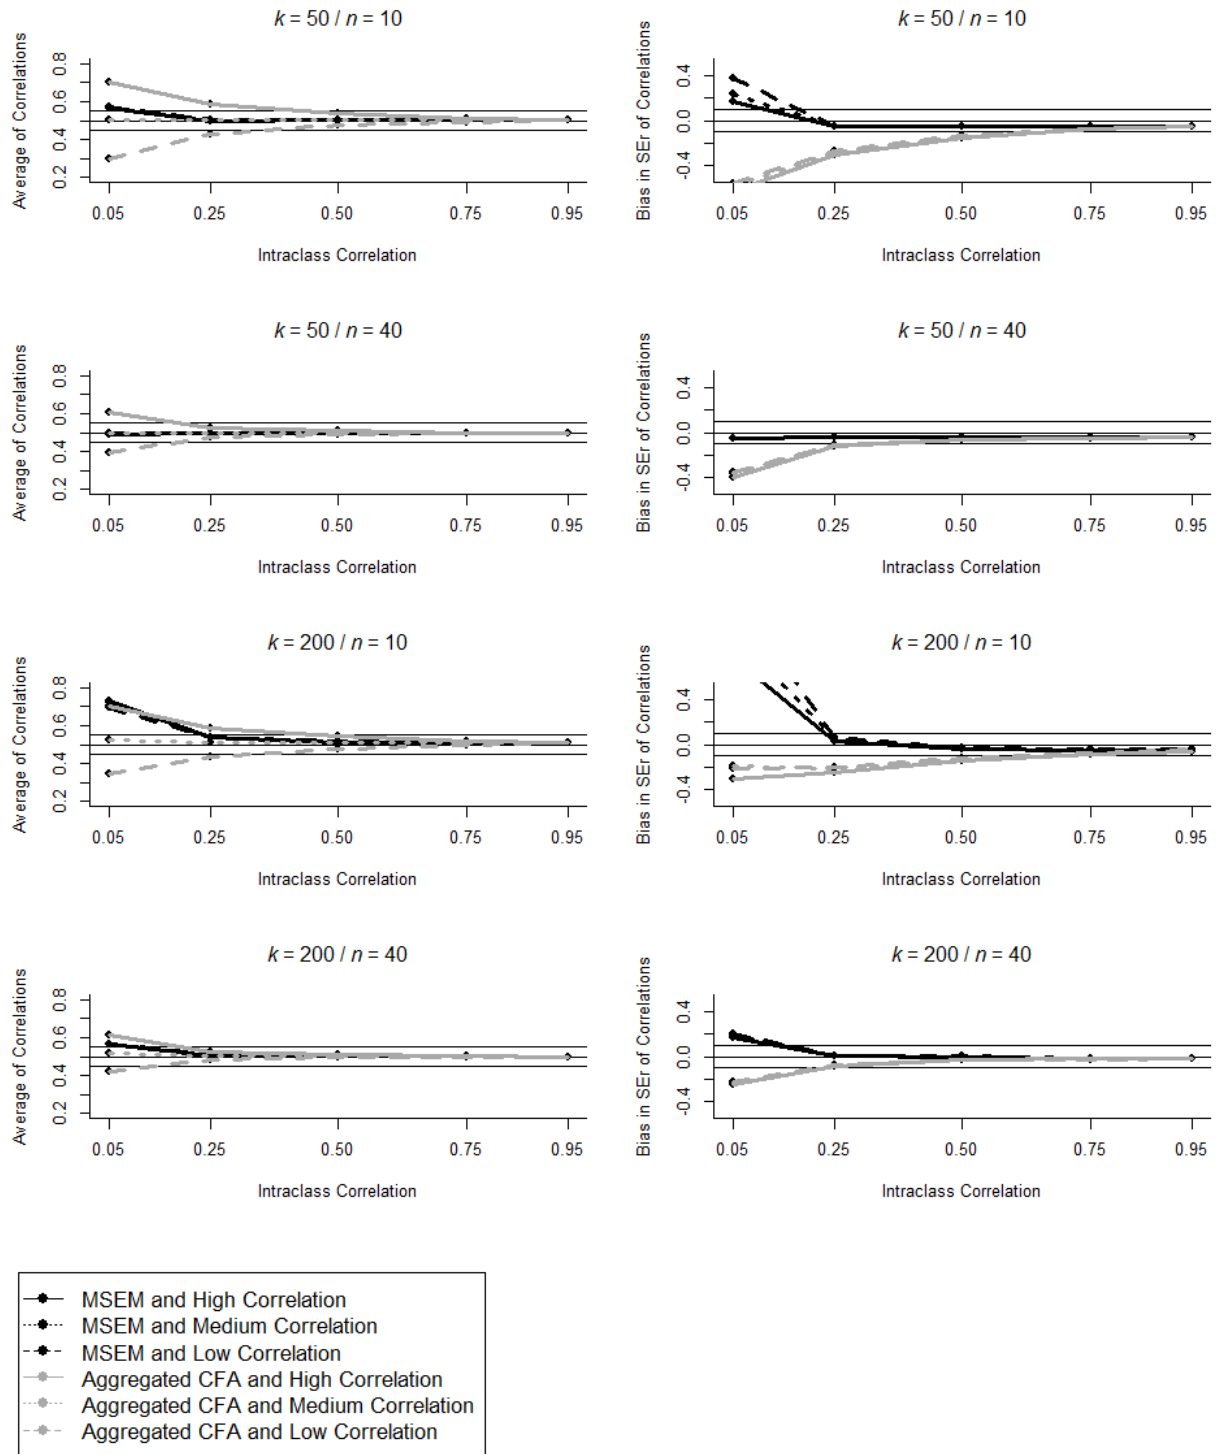 k = 50 / n = 10
Average of Correlations
0.8
0.6
0.4
0.2
0.05 0.25 0.50 0.75 0.95
Intraclass Correlation
k = 50 / n = 10
Bias in SEr of Correlations
0.4
0.0
-0.4
0.05 0.25 0.50 0.75 0.95
Intraclass Correlation
k = 50 / n = 40
Average of Correlations
0.8
0.6
0.4
0.2
0.05 0.25 0.50 0.75 0.95
Intraclass Correlation
k = 50 / n = 40
Bias in SEr of Correlations
0.4
0.0
-0.4
0.05 0.25 0.50 0.75 0.95
Intraclass Correlation
k = 200 / n = 10
Average of Correlations
0.8
0.6
0.4
0.2
0.05 0.25 0.50 0.75 0.95
Intraclass Correlation
k = 200 / n = 10
Bias in SEr of Correlations
0.4
0.0
-0.4
0.05 0.25 0.50 0.75 0.95
Intraclass Correlation
k = 200 / n = 40
Average of Correlations
0.8
0.6
0.4
0.2
0.05 0.25 0.50 0.75 0.95
Intraclass Correlation
k = 200 / n = 40
Bias in SEr of Correlations
0.4
0.0
-0.4
0.05 0.25 0.50 0.75 0.95
Intraclass Correlation
MSEM and High Correlation
MSEM and Medium Correlation
MSEM and Low Correlation
Aggregated CFA and High Correlation
Aggregated CFA and Medium Correlation
Aggregated CFA and Low Correlation